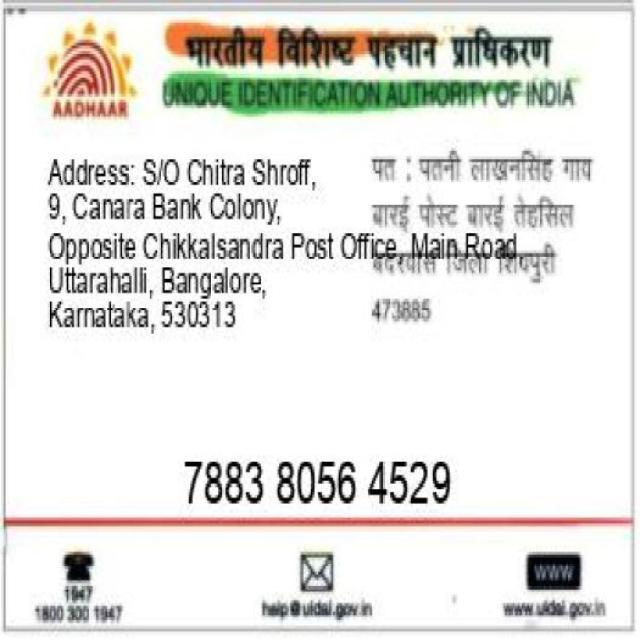 भारतीय विशिष्ट पहचान प्राधिकरण
AADHAAR
UNIQUE IDENTIFICATION AUTHORITY OF INDIA
Address: S/O Chitra Shroff,
9, Canara Bank Colony,
Opposite Chikkalsandra Post Office, Main Road
Uttarahalli, Bangalore,
Karnataka, 530313
पत : पतनी लाखनसिंह गाय
बारई पोस्ट बारई तेहसिल
बदरवास जिला शिवपुरी
473885
7883 8056 4529
1947
1800 300 1947
help@uidai.gov.in
WWW
www.uidai.gov.in